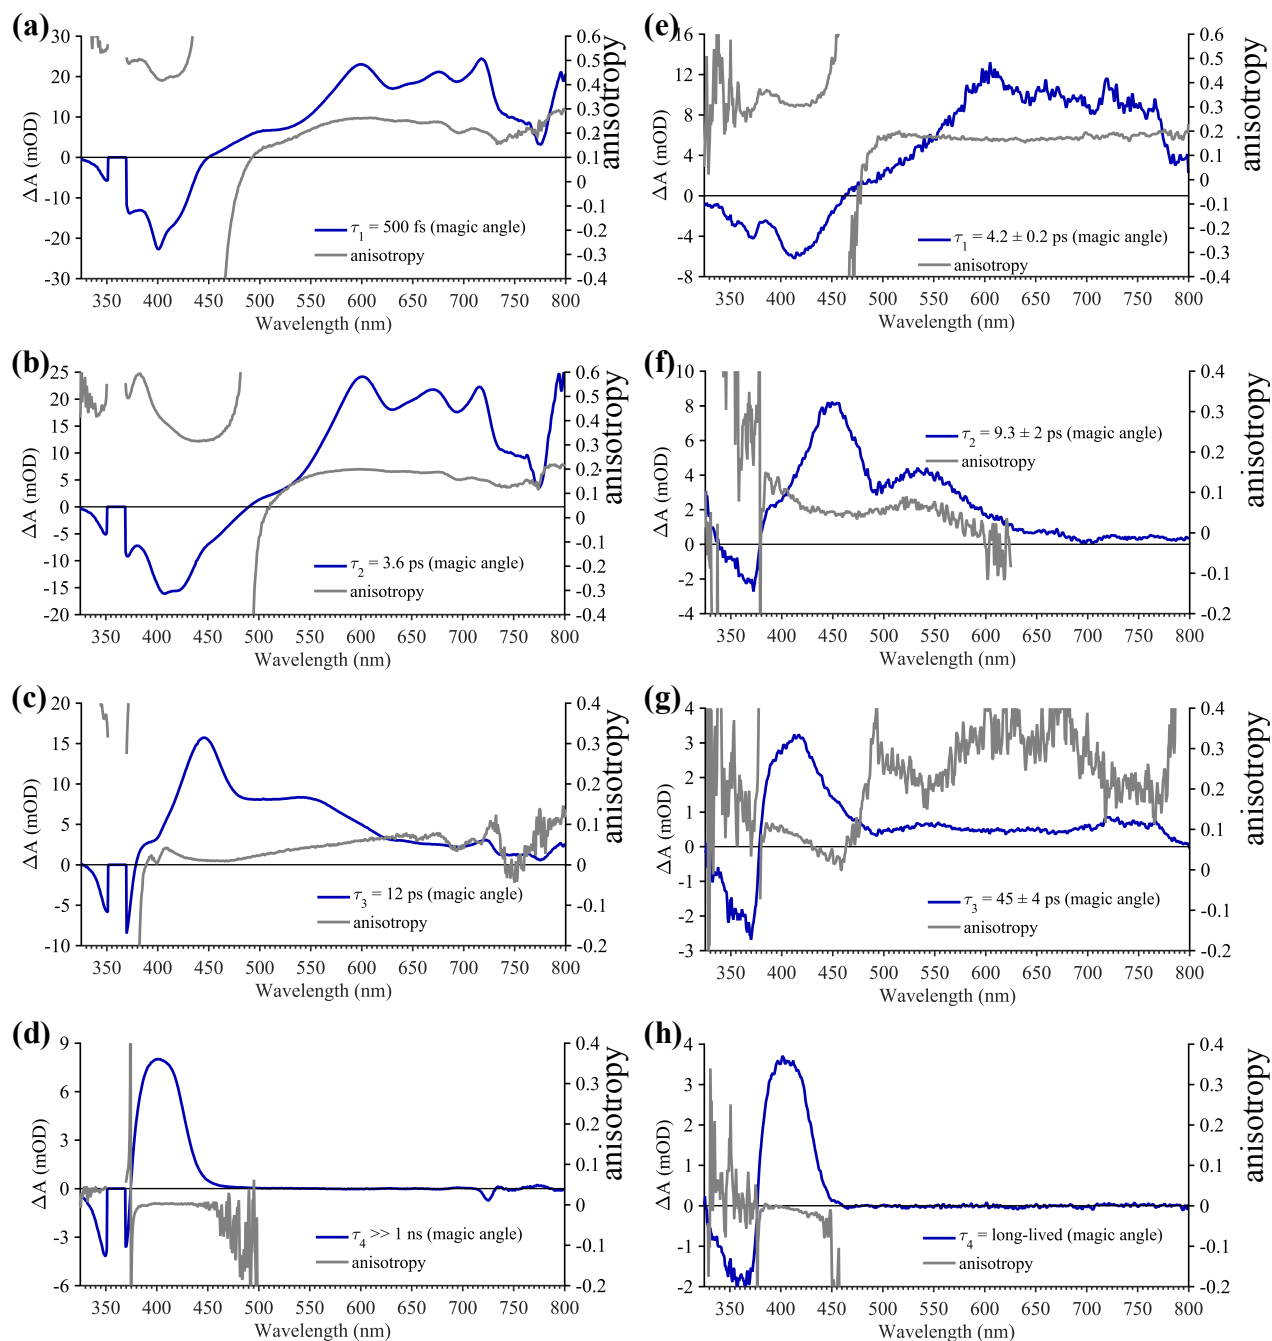 (a)
30
20
10
0
-10
-20
-30
ΔA (mOD)
0.6
0.5
0.4
0.3
0.2
0.1
0
-0.1
-0.2
-0.3
-0.4
anisotropy
τ1 = 500 fs (magic angle)
anisotropy
350 400 450 500 550 600 650 700 750 800
Wavelength (nm)
(e)
16
12
8
4
0
-4
-8
ΔA (mOD)
0.6
0.5
0.4
0.3
0.2
0.1
0
-0.1
-0.2
-0.3
-0.4
anisotropy
τ1 = 4.2 ± 0.2 ps (magic angle)
anisotropy
350 400 450 500 550 600 650 700 750 800
Wavelength (nm)
(b)
25
20
15
10
5
0
-5
-10
-15
-20
ΔA (mOD)
0.6
0.5
0.4
0.3
0.2
0.1
0
-0.1
-0.2
-0.3
-0.4
anisotropy
τ2 = 3.6 ps (magic angle)
anisotropy
350 400 450 500 550 600 650 700 750 800
Wavelength (nm)
(f)
10
8
6
4
2
0
-2
-4
ΔA (mOD)
0.4
0.3
0.2
0.1
0
-0.1
-0.2
anisotropy
τ2 = 9.3 ± 2 ps (magic angle)
anisotropy
350 400 450 500 550 600 650 700 750 800
Wavelength (nm)
(c)
20
15
10
5
0
-5
-10
ΔA (mOD)
0.4
0.3
0.2
0.1
0
-0.1
-0.2
anisotropy
τ3 = 12 ps (magic angle)
anisotropy
350 400 450 500 550 600 650 700 750 800
Wavelength (nm)
(g)
4
3
2
1
0
-1
-2
-3
ΔA (mOD)
0.4
0.3
0.2
0.1
0
-0.1
-0.2
anisotropy
τ3 = 45 ± 4 ps (magic angle)
anisotropy
350 400 450 500 550 600 650 700 750 800
Wavelength (nm)
(d)
9
6
3
0
-3
-6
ΔA (mOD)
0.4
0.3
0.2
0.1
0
-0.1
-0.2
anisotropy
τ4 >> 1 ns (magic angle)
anisotropy
350 400 450 500 550 600 650 700 750 800
Wavelength (nm)
(h)
4
3
2
1
0
-1
-2
ΔA (mOD)
0.4
0.3
0.2
0.1
0
-0.1
-0.2
anisotropy
τ4 = long-lived (magic angle)
anisotropy
350 400 450 500 550 600 650 700 750 800
Wavelength (nm)